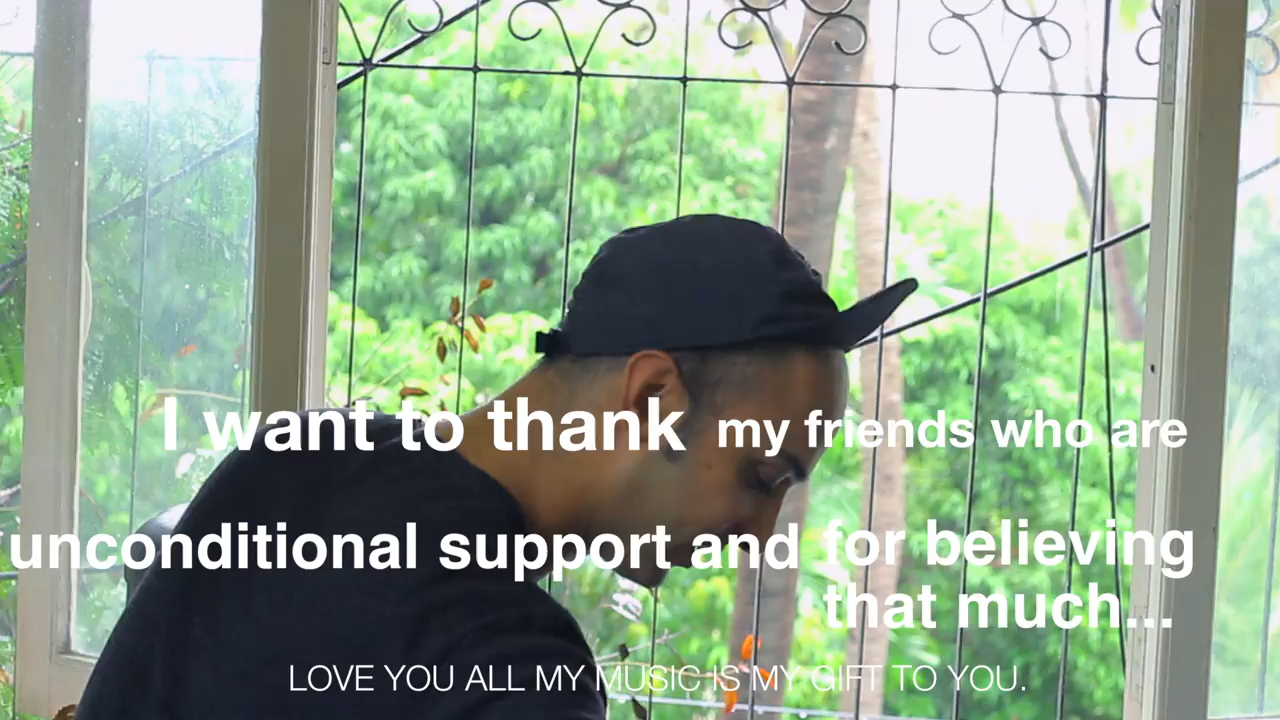 I want to thank my friends who are
unconditional support and for believing
that much...
LOVE YOU ALL MY MUSIC IS MY GIFT TO YOU.